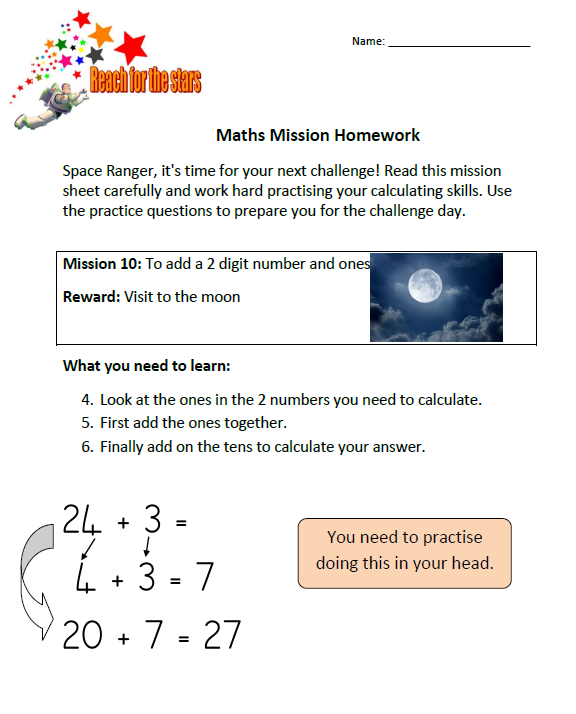 Name: ____________________
Reach for the stars
Maths Mission Homework
Space Ranger, it's time for your next challenge! Read this mission
sheet carefully and work hard practising your calculating skills. Use
the practice questions to prepare you for the challenge day.
Mission 10: To add a 2 digit number and ones
Reward: Visit to the moon
What you need to learn:
4. Look at the ones in the 2 numbers you need to calculate.
5. First add the ones together.
6. Finally add on the tens to calculate your answer.
24 + 3 =
4 + 3 = 7
20 + 7 = 27
You need to practise
doing this in your head.